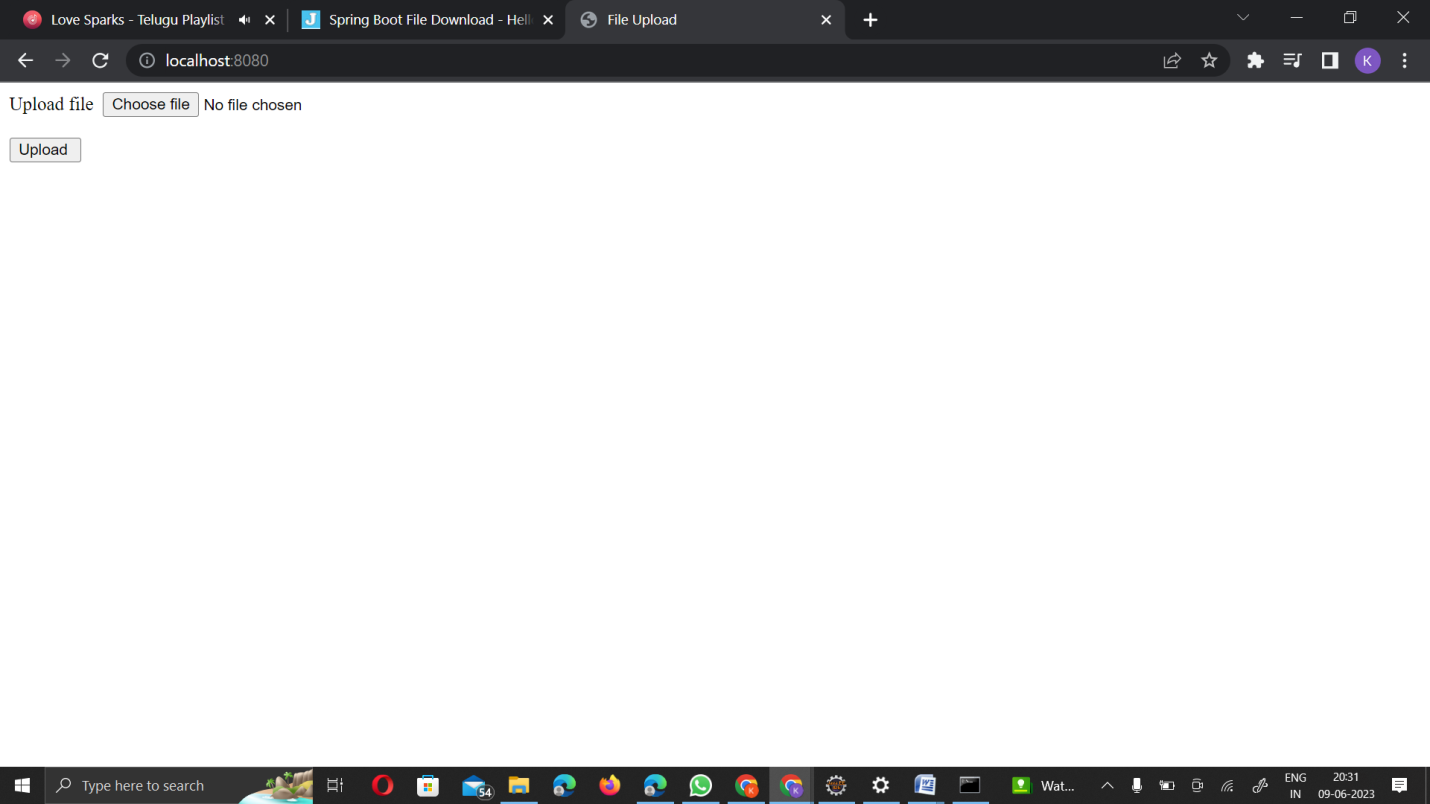 Love Sparks - Telugu Playlist
J Spring Boot File Download - Hell
File Upload
localhost:8080
K
Upload file Choose file No file chosen
Upload
Type here to search
54
K
K
Wat...
ENG
IN
20:31
09-06-2023